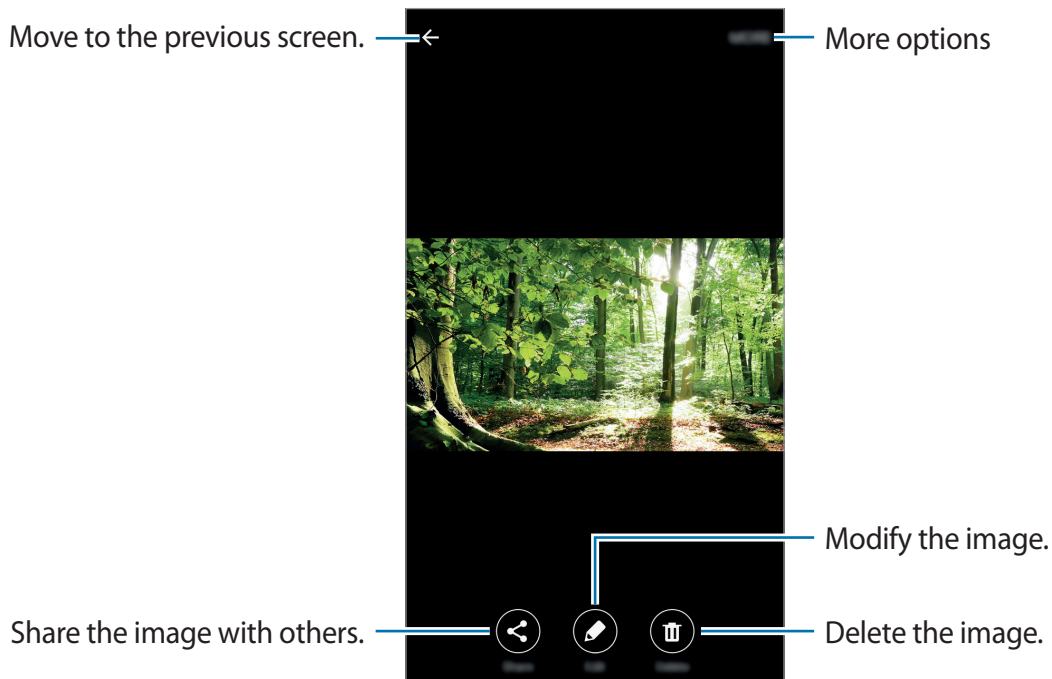 Move to the previous screen.
More options
Modify the image.
Share the image with others.
Delete the image.